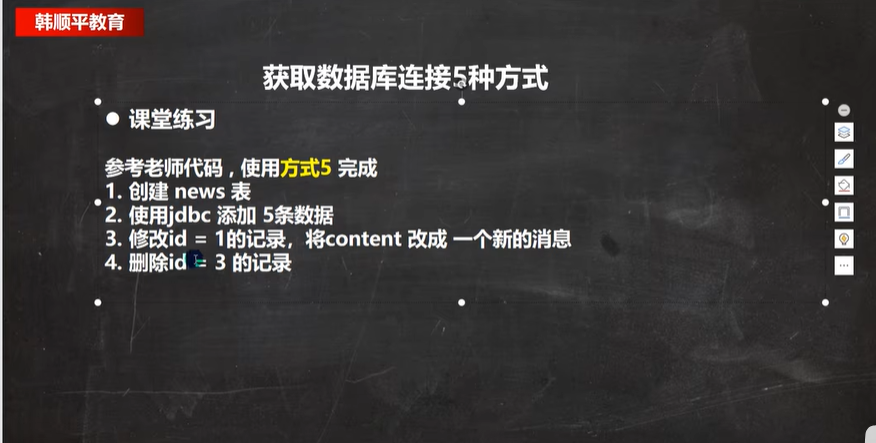 韩顺平教育
获取数据库连接5种方式
● 课堂练习
参考老师代码，使用方式5 完成
1. 创建 news 表
2. 使用jdbc 添加 5条数据
3. 修改id = 1的记录，将content 改成 一个新的消息
4. 删除id = 3 的记录